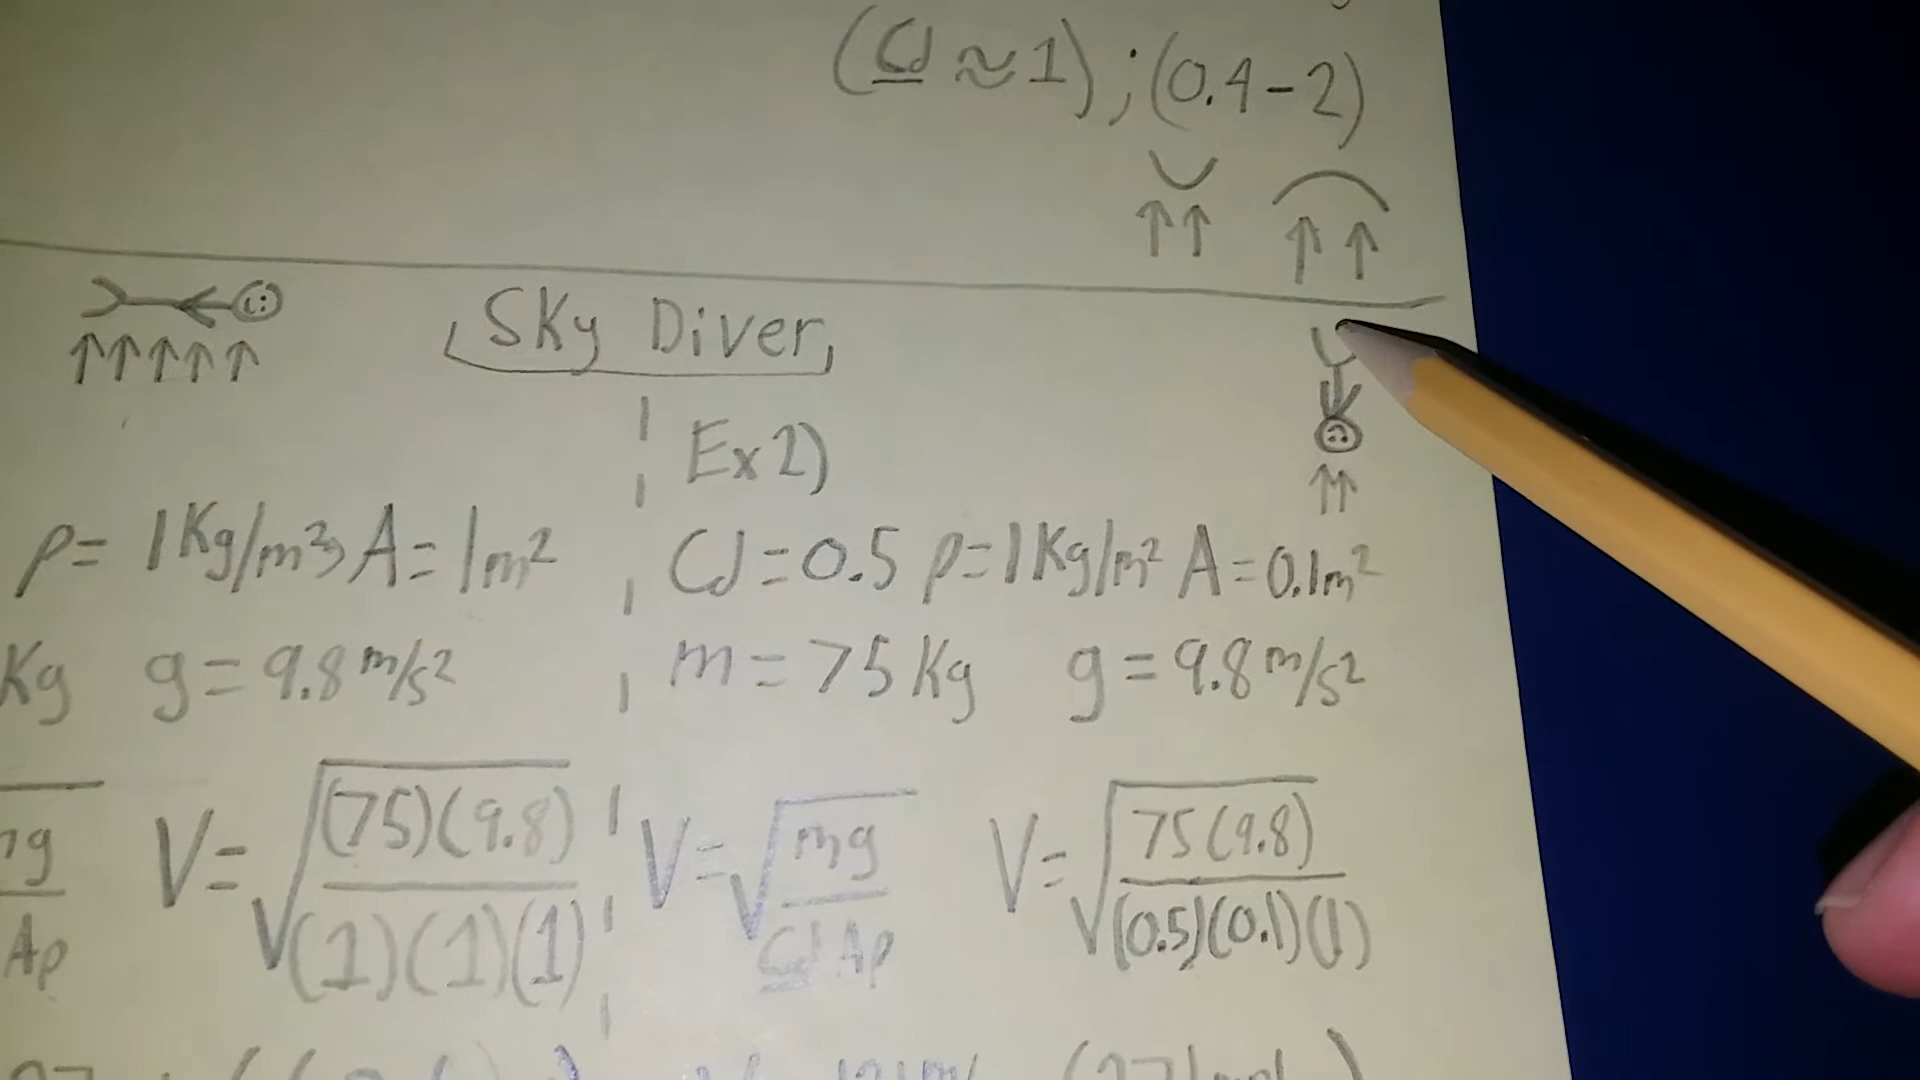 (Cd ≈ 1) ; (0.4 - 2)
Sky Diver
Ex 2)
ρ = 1 Kg/m³, A = 1m²
Cd = 0.5 ρ = 1 Kg/m² A = 0.1m²
Kg g = 9.8 m/s²
m = 75 Kg g = 9.8 m/s²
mg / Aρ V = √((75)(9.8) / (1)(1)(1))
V = √(mg / Cd Aρ) V = √(75(9.8) / (0.5)(0.1)(1))